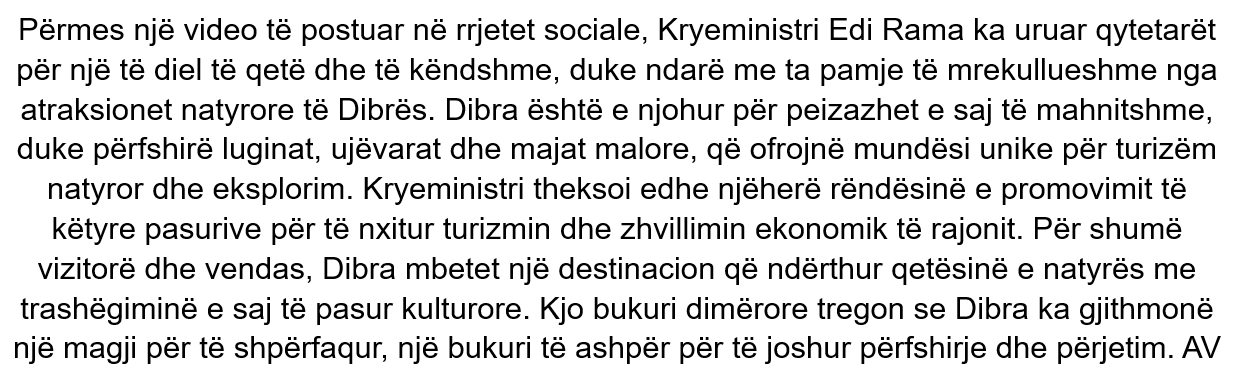 Përmes një video të postuar në rrjetet sociale, Kryeministri Edi Rama ka uruar qytetarët
për një të diel të qetë dhe të këndshme, duke ndarë me ta pamje të mrekullueshme nga
atraksionet natyrore të Dibrës. Dibra është e njohur për peizazhet e saj të mahnitshme,
duke përfshirë luginat, ujëvarat dhe majat malore, që ofrojnë mundësi unike për turizëm
natyror dhe eksplorim. Kryeministri theksoi edhe njëherë rëndësinë e promovimit të
këtyre pasurive për të nxitur turizmin dhe zhvillimin ekonomik të rajonit. Për shumë
vizitorë dhe vendas, Dibra mbetet një destinacion që ndërthur qetësinë e natyrës me
trashëgiminë e saj të pasur kulturore. Kjo bukuri dimërore tregon se Dibra ka gjithmonë
një magji për të shpërfaqur, një bukuri të ashpër për të joshur përfshirje dhe përjetim. AV